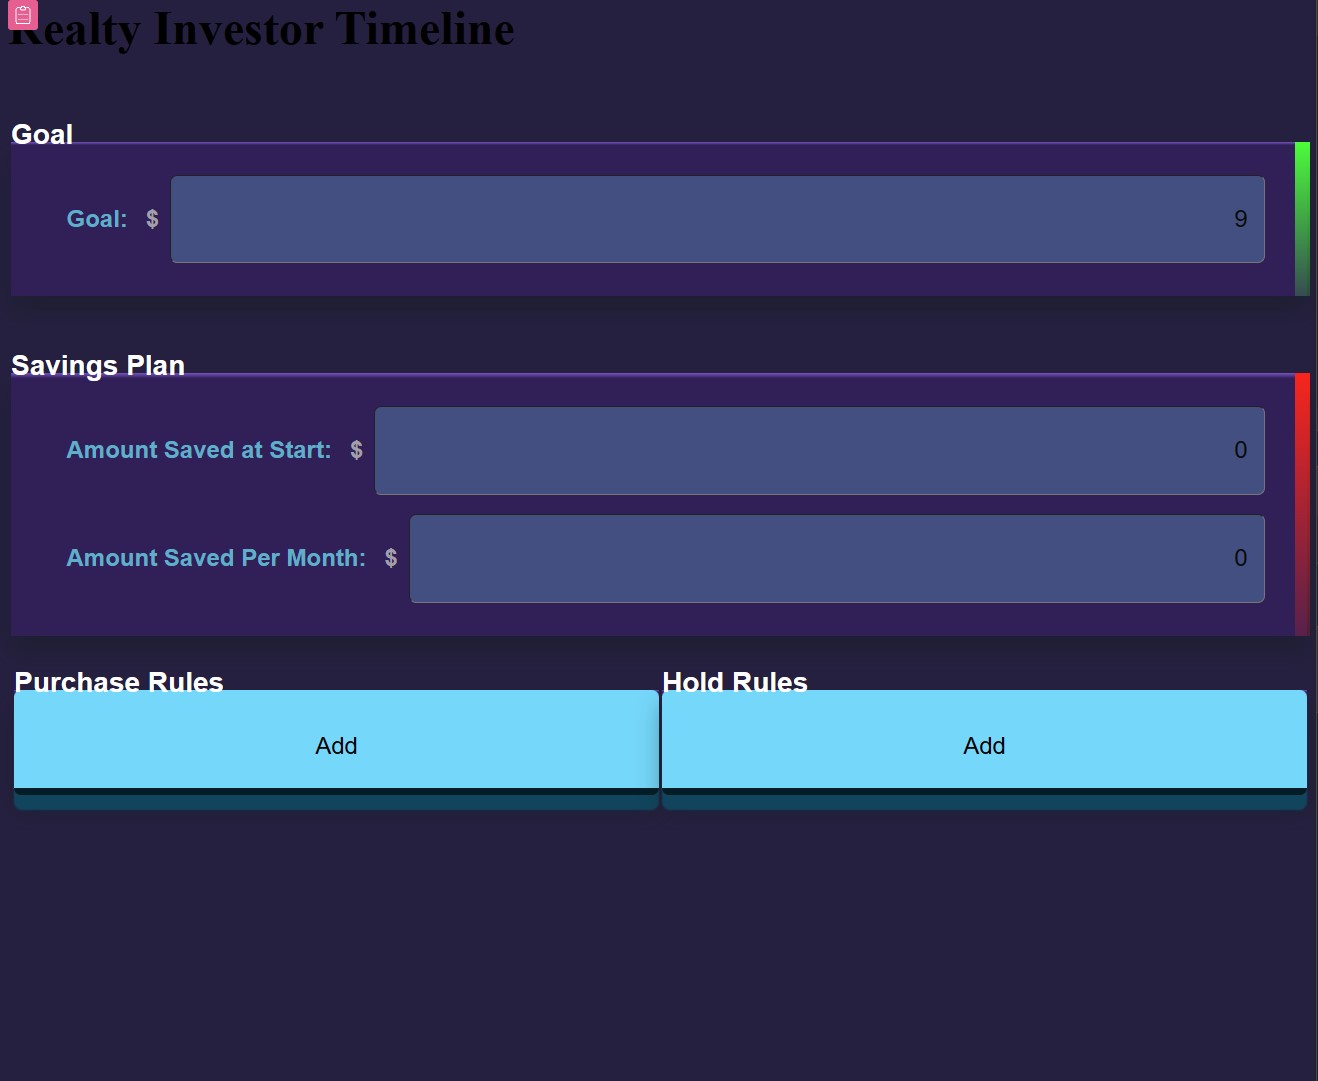 Realty Investor Timeline
Goal
Goal: $ 9
Savings Plan
Amount Saved at Start: $ 0
Amount Saved Per Month: $ 0
Purchase Rules
Hold Rules
Add
Add